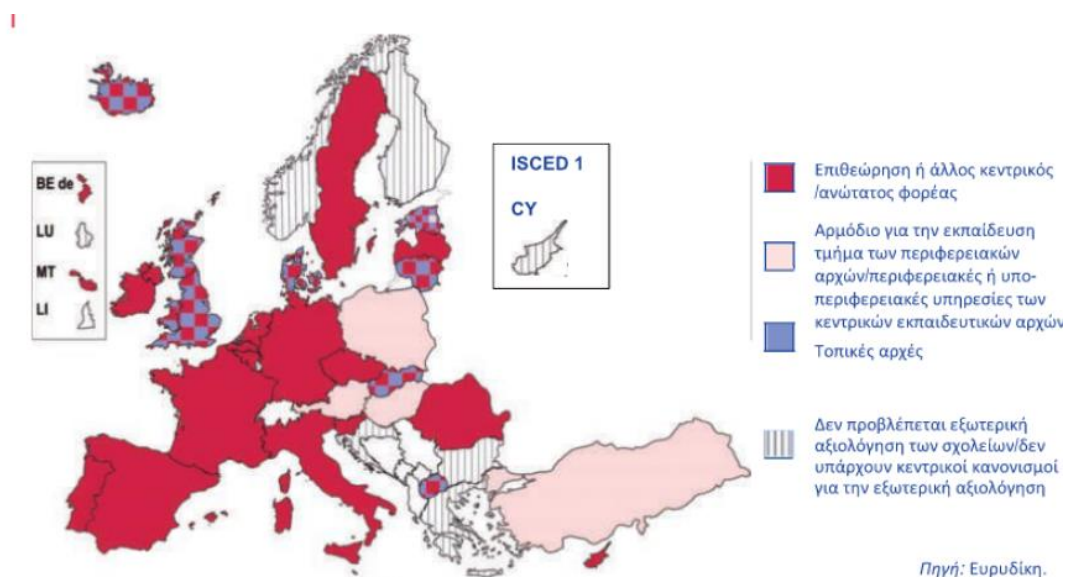 BE de
LU
MT
LI
ISCED 1
CY
Επιθεώρηση ή άλλος κεντρικός
/ανώτατος φορέας
Αρμόδιο για την εκπαίδευση
τμήμα των περιφερειακών
αρχών/περιφερειακές ή υπο-
περιφερειακές υπηρεσίες των
κεντρικών εκπαιδευτικών αρχών
Τοπικές αρχές
Δεν προβλέπεται εξωτερική
αξιολόγηση των σχολείων/δεν
υπάρχουν κεντρικοί κανονισμοί
για την εξωτερική αξιολόγηση
Πηγή: Ευρυδίκη.